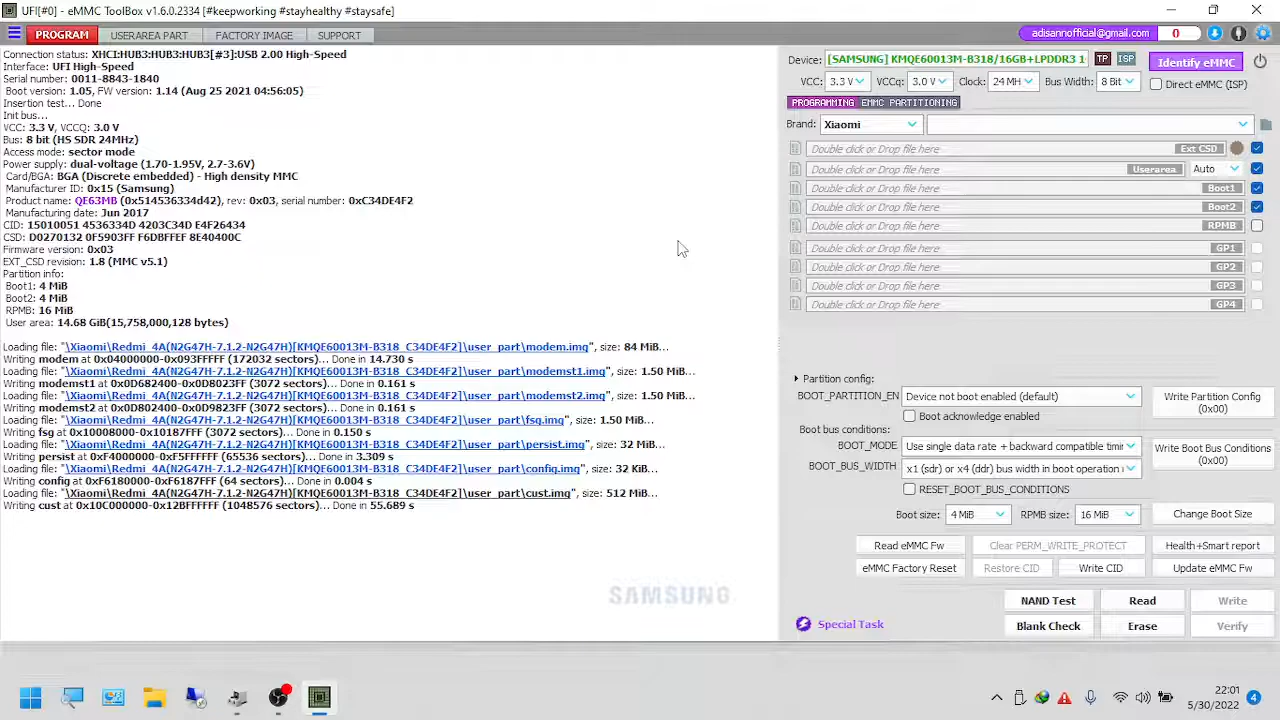 UFI[#0] - eMMC ToolBox v1.6.0.2334 [#keepworking #stayhealthy #staysafe]
PROGRAM USERAREA PART FACTORY IMAGE SUPPORT adisannofficial@gmail.com 0
Connection status: XHCI:HUB3:HUB3:HUB3[#3]:USB 2.00 High-Speed
Interface: UFI High-Speed
Serial number: 0011-8843-1840
Boot version: 1.05, FW version: 1.14 (Aug 25 2021 04:56:05)
Insertion test... Done
Init bus...
VCC: 3.3 V, VCCQ: 3.0 V
Bus: 8 bit (HS SDR 24MHz)
Access mode: sector mode
Power supply: dual-voltage (1.70-1.95V, 2.7-3.6V)
Card/BGA: BGA (Discrete embedded) - High density MMC
Manufacturer ID: 0x15 (Samsung)
Product name: QE63MB (0x514536334d42), rev: 0x03, serial number: 0xC34DE4F2
Manufacturing date: Jun 2017
CID: 15010051 4536334D 4203C34D E4F26434
CSD: D0270132 0F5903FF F6DBFFEF 8E40400C
Firmware version: 0x03
EXT_CSD revision: 1.8 (MMC v5.1)
Partition info:
Boot1: 4 MiB
Boot2: 4 MiB
RPMB: 16 MiB
User area: 14.68 GiB(15,758,000,128 bytes)
Loading file: "\Xiaomi\Redmi_4A(N2G47H-7.1.2-N2G47H)[KMQE60013M-B318_C34DE4F2]\user_part\modem.img", size: 84 MiB...
Writing modem at 0x04000000-0x093FFFFF (172032 sectors)... Done in 14.730 s
Loading file: "\Xiaomi\Redmi_4A(N2G47H-7.1.2-N2G47H)[KMQE60013M-B318_C34DE4F2]\user_part\modemst1.img", size: 1.50 MiB...
Writing modemst1 at 0x0D682400-0x0D8023FF (3072 sectors)... Done in 0.161 s
Loading file: "\Xiaomi\Redmi_4A(N2G47H-7.1.2-N2G47H)[KMQE60013M-B318_C34DE4F2]\user_part\modemst2.img", size: 1.50 MiB...
Writing modemst2 at 0x0D802400-0x0D9823FF (3072 sectors)... Done in 0.161 s
Loading file: "\Xiaomi\Redmi_4A(N2G47H-7.1.2-N2G47H)[KMQE60013M-B318_C34DE4F2]\user_part\fsg.img", size: 1.50 MiB...
Writing fsg at 0x10008000-0x10187FFF (3072 sectors)... Done in 0.150 s
Loading file: "\Xiaomi\Redmi_4A(N2G47H-7.1.2-N2G47H)[KMQE60013M-B318_C34DE4F2]\user_part\persist.img", size: 32 MiB...
Writing persist at 0xF4000000-0xF5FFFFFF (65536 sectors)... Done in 3.309 s
Loading file: "\Xiaomi\Redmi_4A(N2G47H-7.1.2-N2G47H)[KMQE60013M-B318_C34DE4F2]\user_part\config.img", size: 32 KiB...
Writing config at 0xF6180000-0xF6187FFF (64 sectors)... Done in 0.004 s
Loading file: "\Xiaomi\Redmi_4A(N2G47H-7.1.2-N2G47H)[KMQE60013M-B318_C34DE4F2]\user_part\cust.img", size: 512 MiB...
Writing cust at 0x10C000000-0x12BFFFFFF (1048576 sectors)... Done in 55.689 s
SAMSUNG
Device: [SAMSUNG] KMQE60013M-B318/16GB+LPDDR3 1 TP ISP Identify eMMC
VCC: 3.3 V VCCq: 3.0 V Clock: 24 MH Bus Width: 8 Bit Direct eMMC (ISP)
PROGRAMMING EMMC PARTITIONING
Brand: Xiaomi
Double click or Drop file here Ext CSD
Double click or Drop file here Userarea Auto
Double click or Drop file here Boot1
Double click or Drop file here Boot2
Double click or Drop file here RPMB
Double click or Drop file here GP1
Double click or Drop file here GP2
Double click or Drop file here GP3
Double click or Drop file here GP4
Partition config:
BOOT_PARTITION_EN Device not boot enabled (default) Write Partition Config (0x00)
Boot acknowledge enabled
Boot bus conditions:
BOOT_MODE Use single data rate + backward compatible timin Write Boot Bus Conditions (0x00)
BOOT_BUS_WIDTH x1 (sdr) or x4 (ddr) bus width in boot operation
RESET_BOOT_BUS_CONDITIONS
Boot size: 4 MiB RPMB size: 16 MiB Change Boot Size
Read eMMC Fw Clear PERM_WRITE_PROTECT Health+Smart report
eMMC Factory Reset Restore CID Write CID Update eMMC Fw
NAND Test Read Write
Special Task Blank Check Erase Verify
22:01
5/30/2022 4